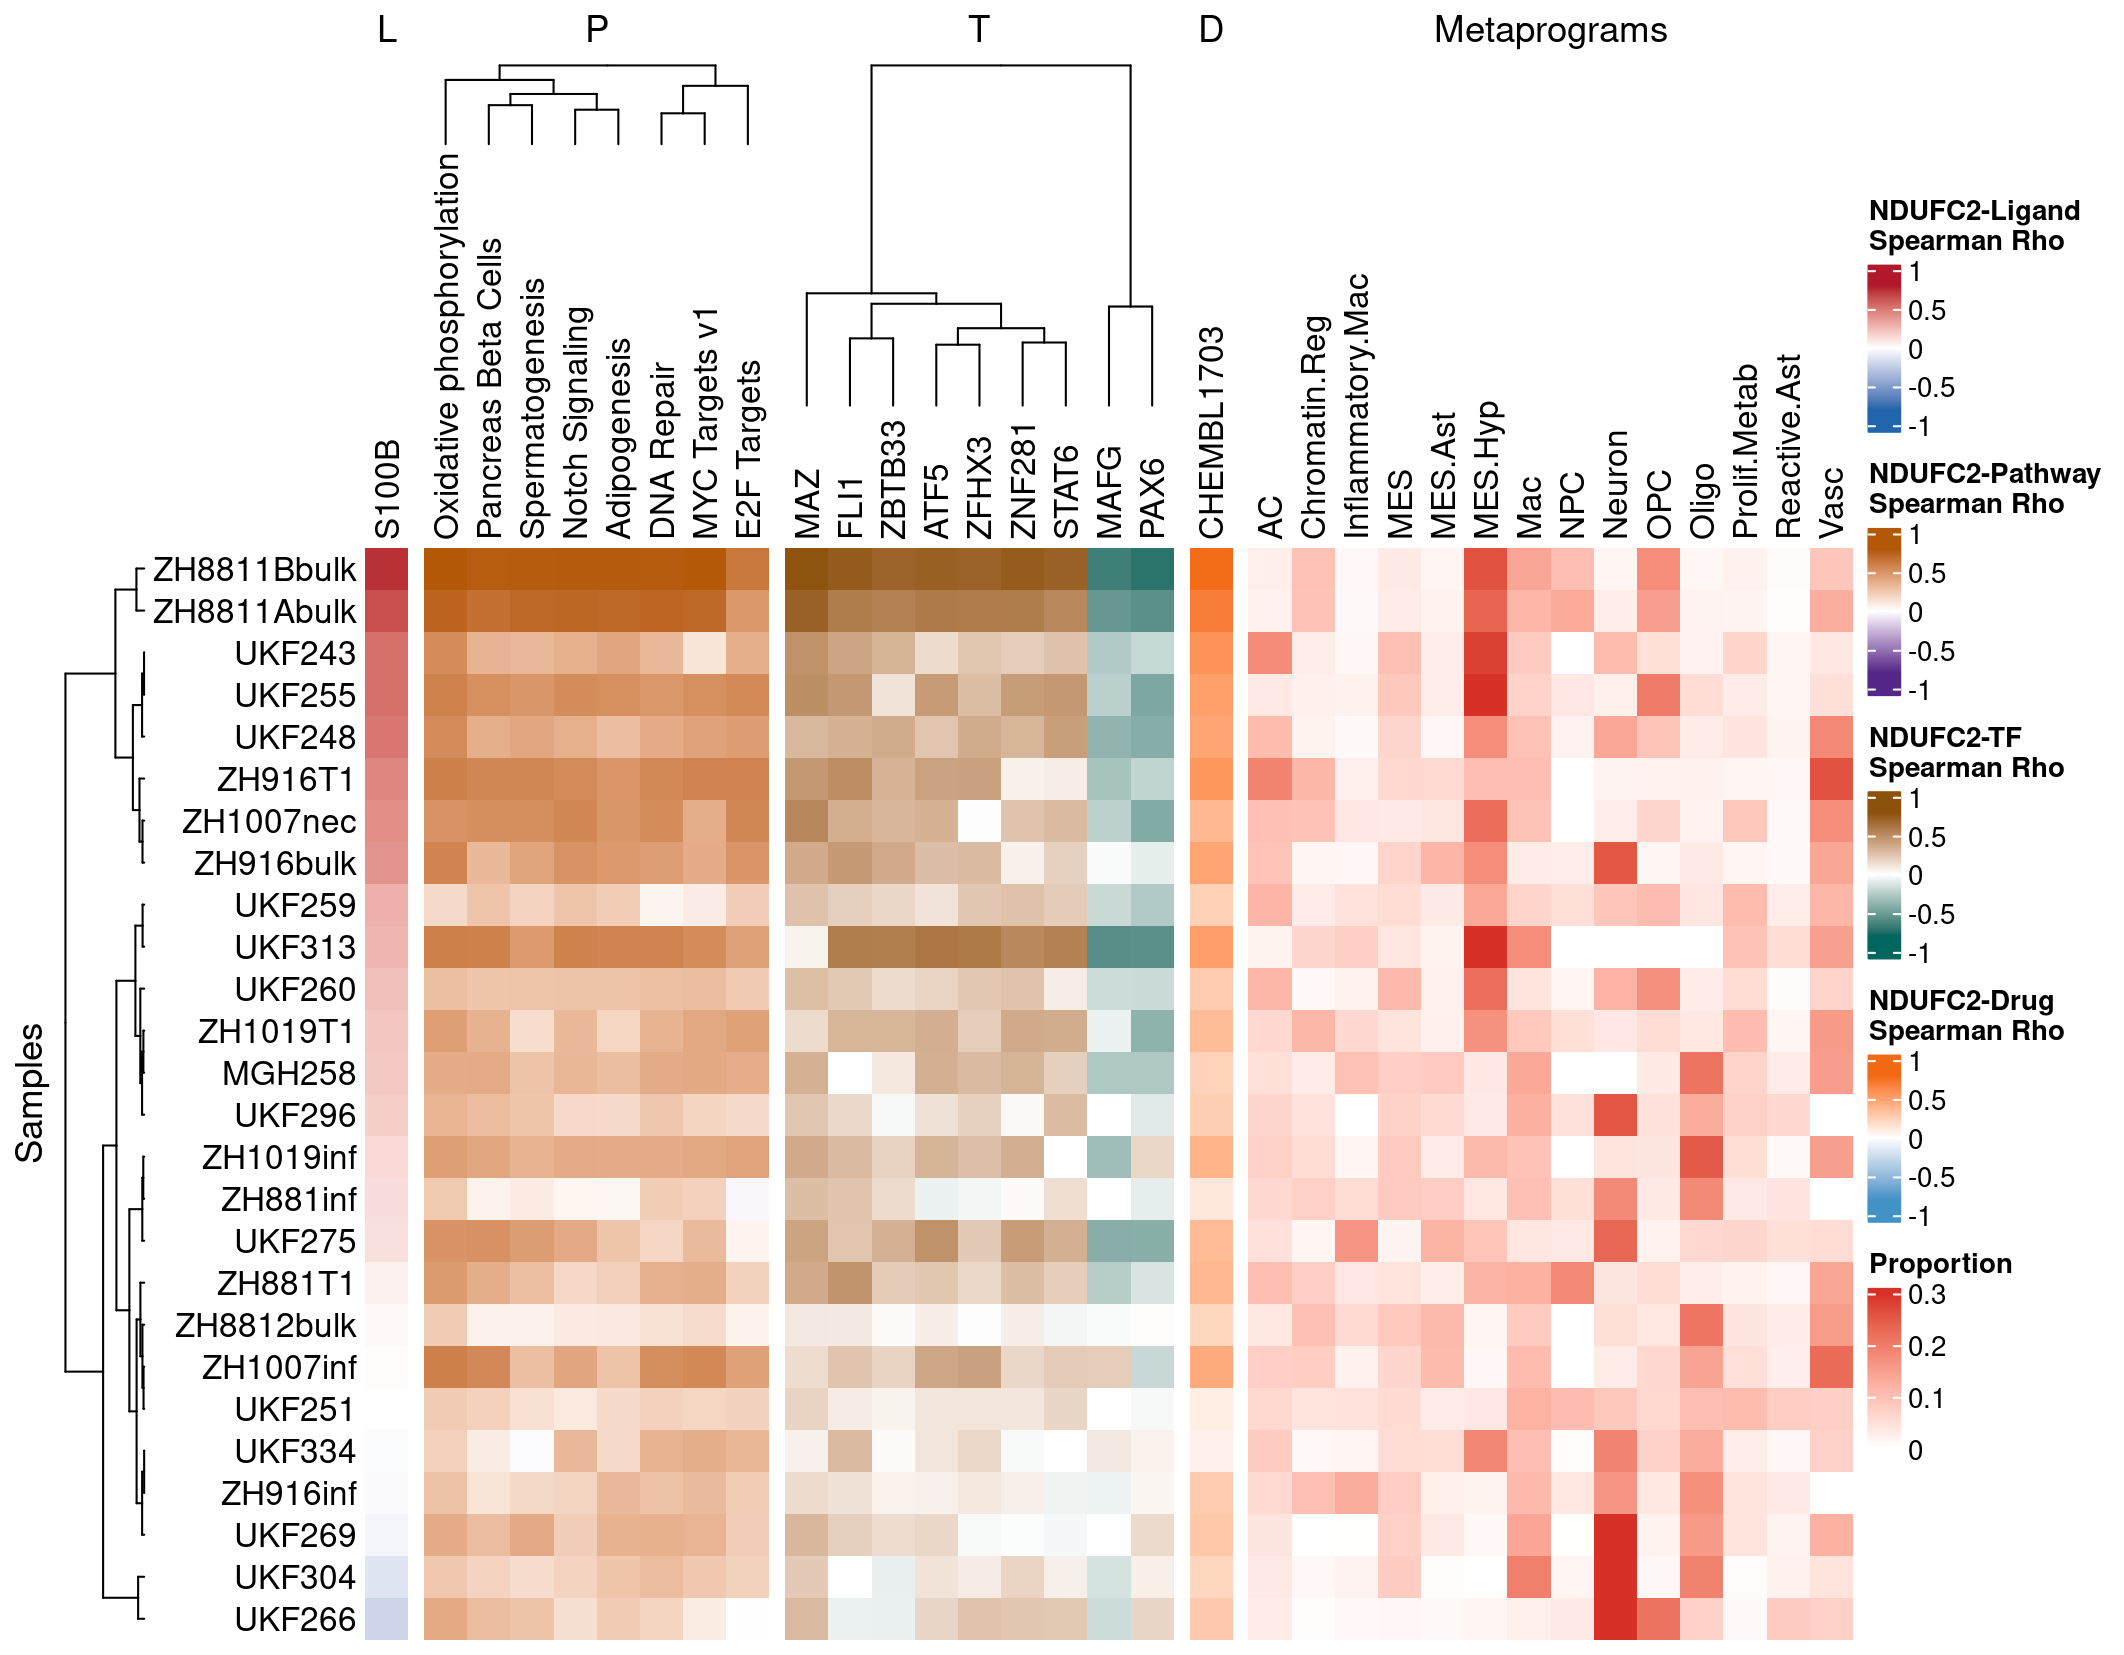 L
P
T
D
Metaprograms
S100B
Oxidative phosphorylation
Pancreas Beta Cells
Spermatogenesis
Notch Signaling
Adipogenesis
DNA Repair
MYC Targets v1
E2F Targets
MAZ
FLI1
ZBTB33
ATF5
ZFHX3
ZNF281
STAT6
MAFG
PAX6
CHEMBL1703
AC
Chromatin.Reg
Inflammatory.Mac
MES
MES.Ast
MES.Hyp
Mac
NPC
Neuron
OPC
Oligo
Prolif.Metab
Reactive.Ast
Vasc
Samples
ZH8811Bbulk
ZH8811Abulk
UKF243
UKF255
UKF248
ZH916T1
ZH1007nec
ZH916bulk
UKF259
UKF313
UKF260
ZH1019T1
MGH258
UKF296
ZH1019inf
ZH881inf
UKF275
ZH881T1
ZH8812bulk
ZH1007inf
UKF251
UKF334
ZH916inf
UKF269
UKF304
UKF266
NDUFC2-Ligand
Spearman Rho
1
0.5
0
-0.5
-1
NDUFC2-Pathway
Spearman Rho
1
0.5
0
-0.5
-1
NDUFC2-TF
Spearman Rho
1
0.5
0
-0.5
-1
NDUFC2-Drug
Spearman Rho
1
0.5
0
-0.5
-1
Proportion
0.3
0.2
0.1
0